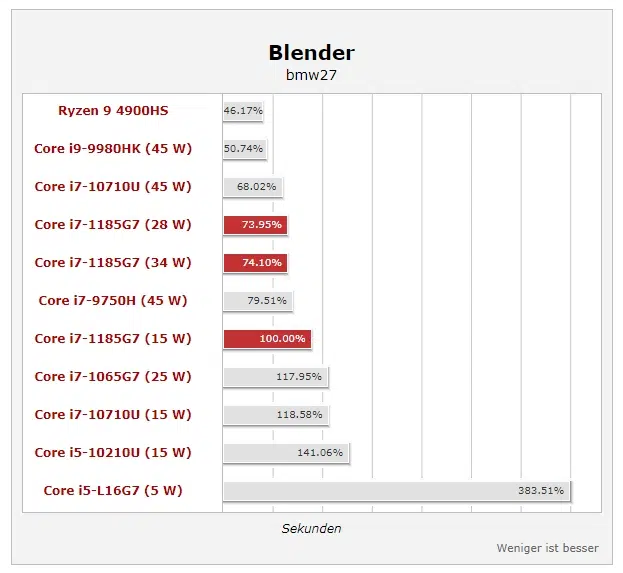 Blender
bmw27
Ryzen 9 4900HS 46.17%
Core i9-9980HK (45 W) 50.74%
Core i7-10710U (45 W) 68.02%
Core i7-1185G7 (28 W) 73.95%
Core i7-1185G7 (34 W) 74.10%
Core i7-9750H (45 W) 79.51%
Core i7-1185G7 (15 W) 100.00%
Core i7-1065G7 (25 W) 117.95%
Core i7-10710U (15 W) 118.58%
Core i5-10210U (15 W) 141.06%
Core i5-L16G7 (5 W) 383.51%
Sekunden
Weniger ist besser